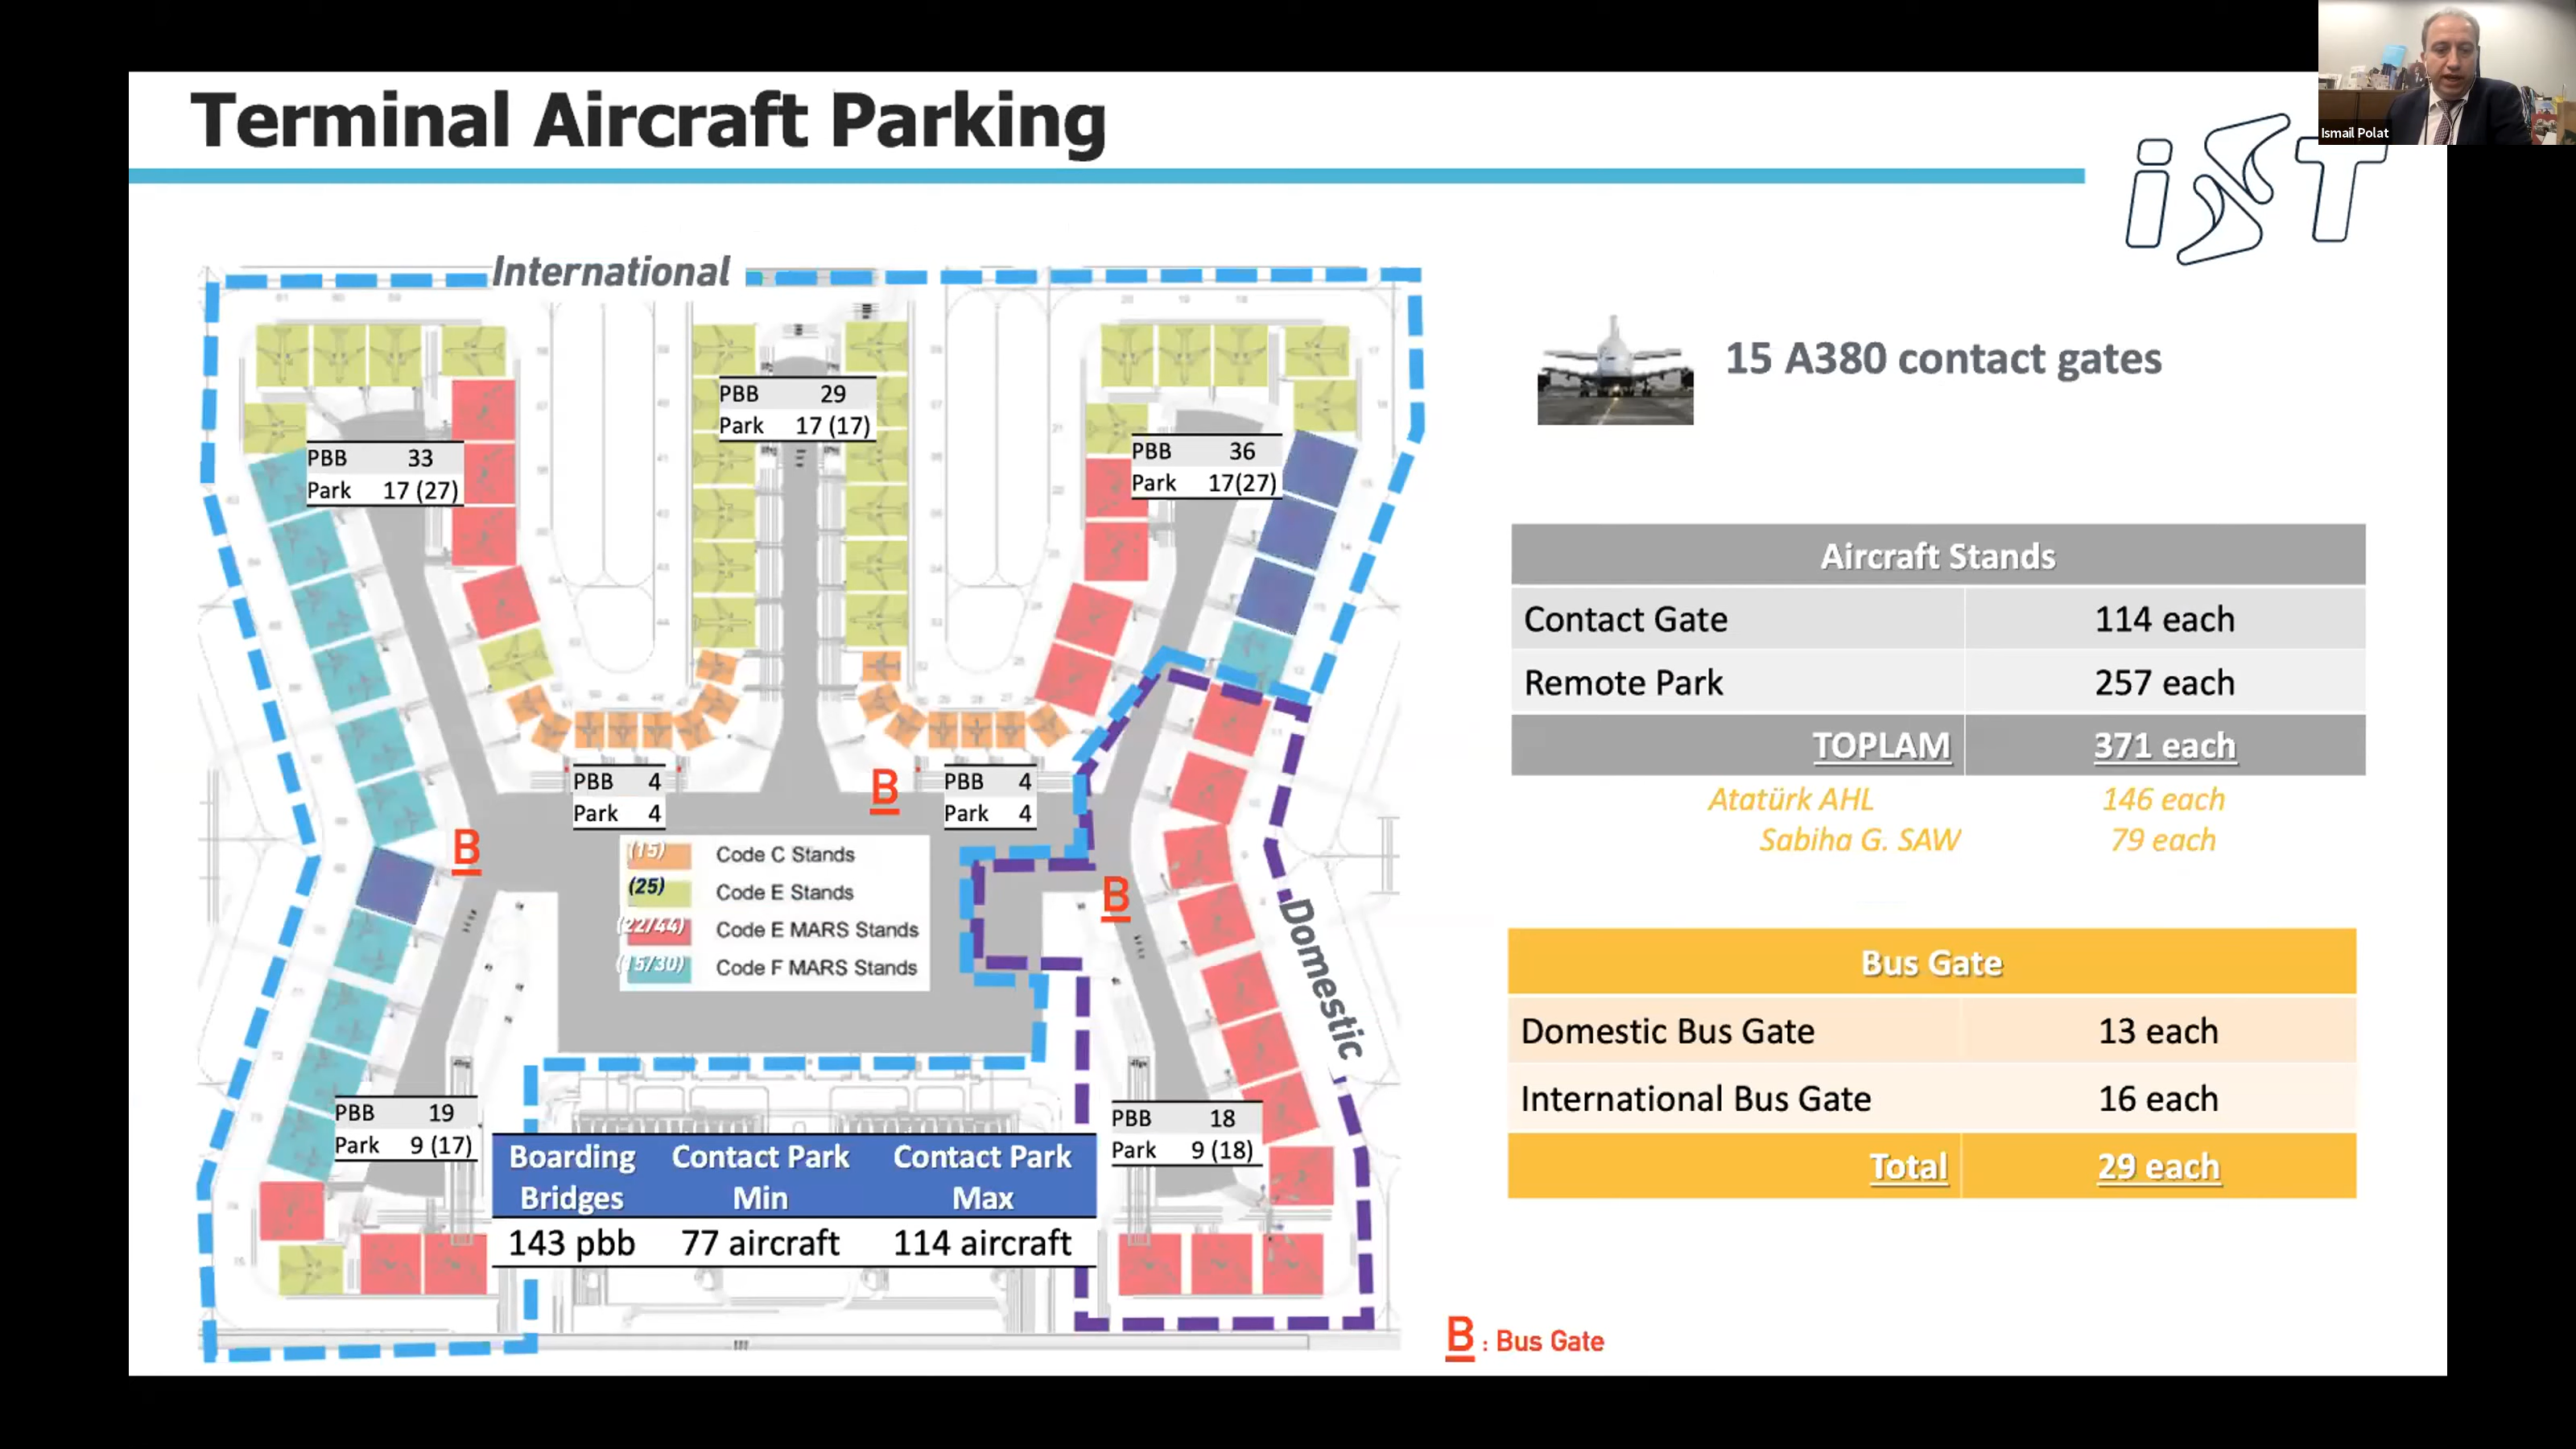 Ismail Polat
Terminal Aircraft Parking
iST
International
15 A380 contact gates
PBB 29
Park 17 (17)
PBB 33
Park 17 (27)
PBB 36
Park 17(27)
Aircraft Stands
Contact Gate 114 each
Remote Park 257 each
TOPLAM 371 each
Atatürk AHL 146 each
Sabiha G. SAW 79 each
PBB 4
Park 4
B
PBB 4
Park 4
B
B
(15) Code C Stands
(25) Code E Stands
(22/44) Code E MARS Stands
(15/30) Code F MARS Stands
Domestic
Bus Gate
Domestic Bus Gate 13 each
International Bus Gate 16 each
Total 29 each
PBB 19
Park 9 (17)
PBB 18
Park 9 (18)
Boarding Bridges
Contact Park Min
Contact Park Max
143 pbb 77 aircraft 114 aircraft
B : Bus Gate